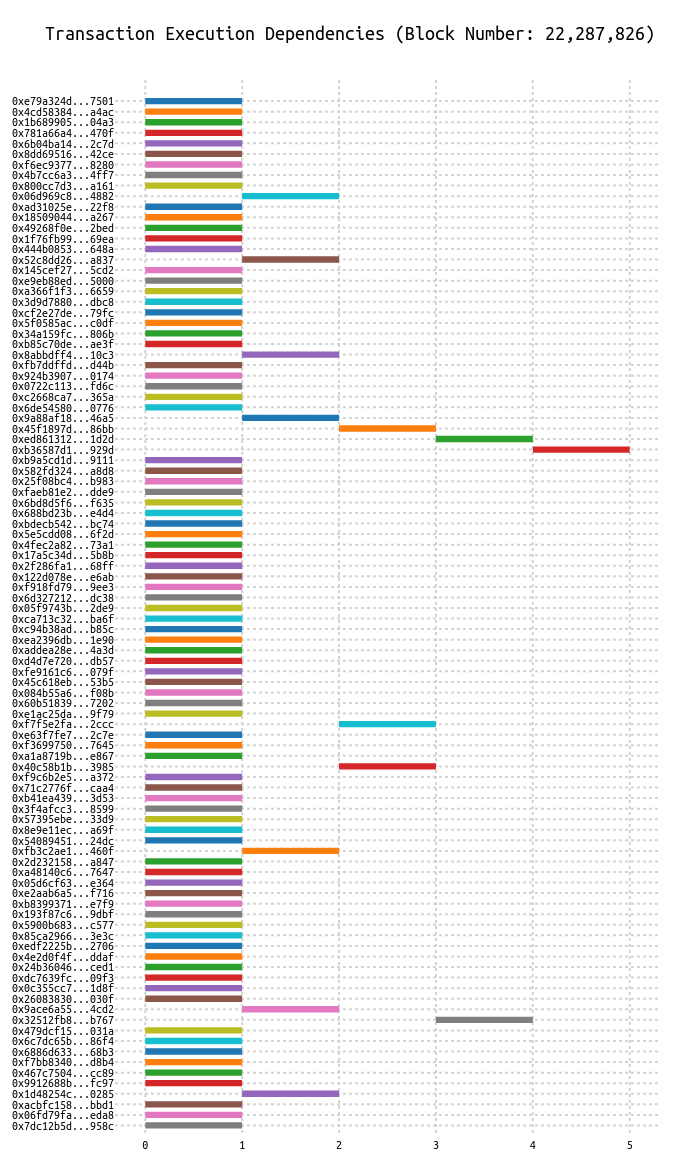 Transaction Execution Dependencies (Block Number: 22,287,826)
0xe79a324d...7501
0x4cd58384...a4ac
0x1b689905...04a3
0x781a66a4...470f
0x6b04ba14...2c7d
0x8dd69516...42ce
0xf6ec9377...8280
0x4b7cc6a3...4ff7
0x800cc7d3...a161
0x06d969c8...4882
0xad31025e...22f8
0x18509044...a267
0x49268f0e...2bed
0x1f76fb99...69ea
0x444b0853...648a
0x52c8dd26...a837
0x145cef27...5cd2
0xe9eb88ed...5000
0xa366f1f3...6659
0x3d9d7880...dbc8
0xcf2e27de...79fc
0x5f0585ac...c0df
0x34a159fc...806b
0xb85c70de...ae3f
0x8abbdff4...10c3
0xfb7ddffd...d44b
0x924b3907...0174
0x0722c113...fd6c
0xc2668ca7...365a
0x6de54580...0776
0x9a88af18...46a5
0x45f1897d...86bb
0xed861312...1d2d
0xb36587d1...929d
0xb9a5cd1d...9111
0x582fd324...a8d8
0x25f08bc4...b983
0xfaeb81e2...dde9
0x6bd8d5f6...f635
0x688bd23b...e4d4
0xbdecb542...bc74
0x5e5cdd08...6f2d
0x4fec2a82...73a1
0x17a5c34d...5b8b
0x2f286fa1...68ff
0x122d078e...e6ab
0xf918fd79...9ee3
0x6d327212...dc38
0x05f9743b...2de9
0xca713c32...ba6f
0xc94b38ad...b85c
0xea2396db...1e90
0xaddea28e...4a3d
0xd4d7e720...db57
0xfe9161c6...079f
0x45c618eb...53b5
0x084b55a6...f08b
0x60b51839...7202
0xe1ac25da...9f79
0xf7f5e2fa...2ccc
0xe63f7fe7...2c7e
0xf3699750...7645
0xa1a8719b...e867
0x40c58b1b...3985
0xf9c6b2e5...a372
0x71c2776f...caa4
0xb41ea439...3d53
0x3f4afcc3...8599
0x57395ebe...33d9
0x8e9e11ec...a69f
0x54089451...24dc
0xfb3c2ae1...460f
0x2d232158...a847
0xa48140c6...7647
0x05d6cf63...e364
0xe2aab6a5...f716
0xb8399371...e7f9
0x193f87c6...9dbf
0x5900b683...c577
0x85ca2966...3e3c
0xedf2225b...2706
0x4e2d0f4f...ddaf
0x24b36046...ced1
0xdc7639fc...09f3
0x0c355cc7...1d8f
0x26083830...030f
0x9ace6a55...4cd2
0x32512fb8...b767
0x479dcf15...031a
0x6c7dc65b...86f4
0x6886d633...68b3
0xf7bb8340...d8b4
0x467c7504...cc89
0x9912688b...fc97
0x1d48254c...0285
0xacbfc158...bbd1
0x06fd79fa...eda8
0x7dc12b5d...958c
0 1 2 3 4 5